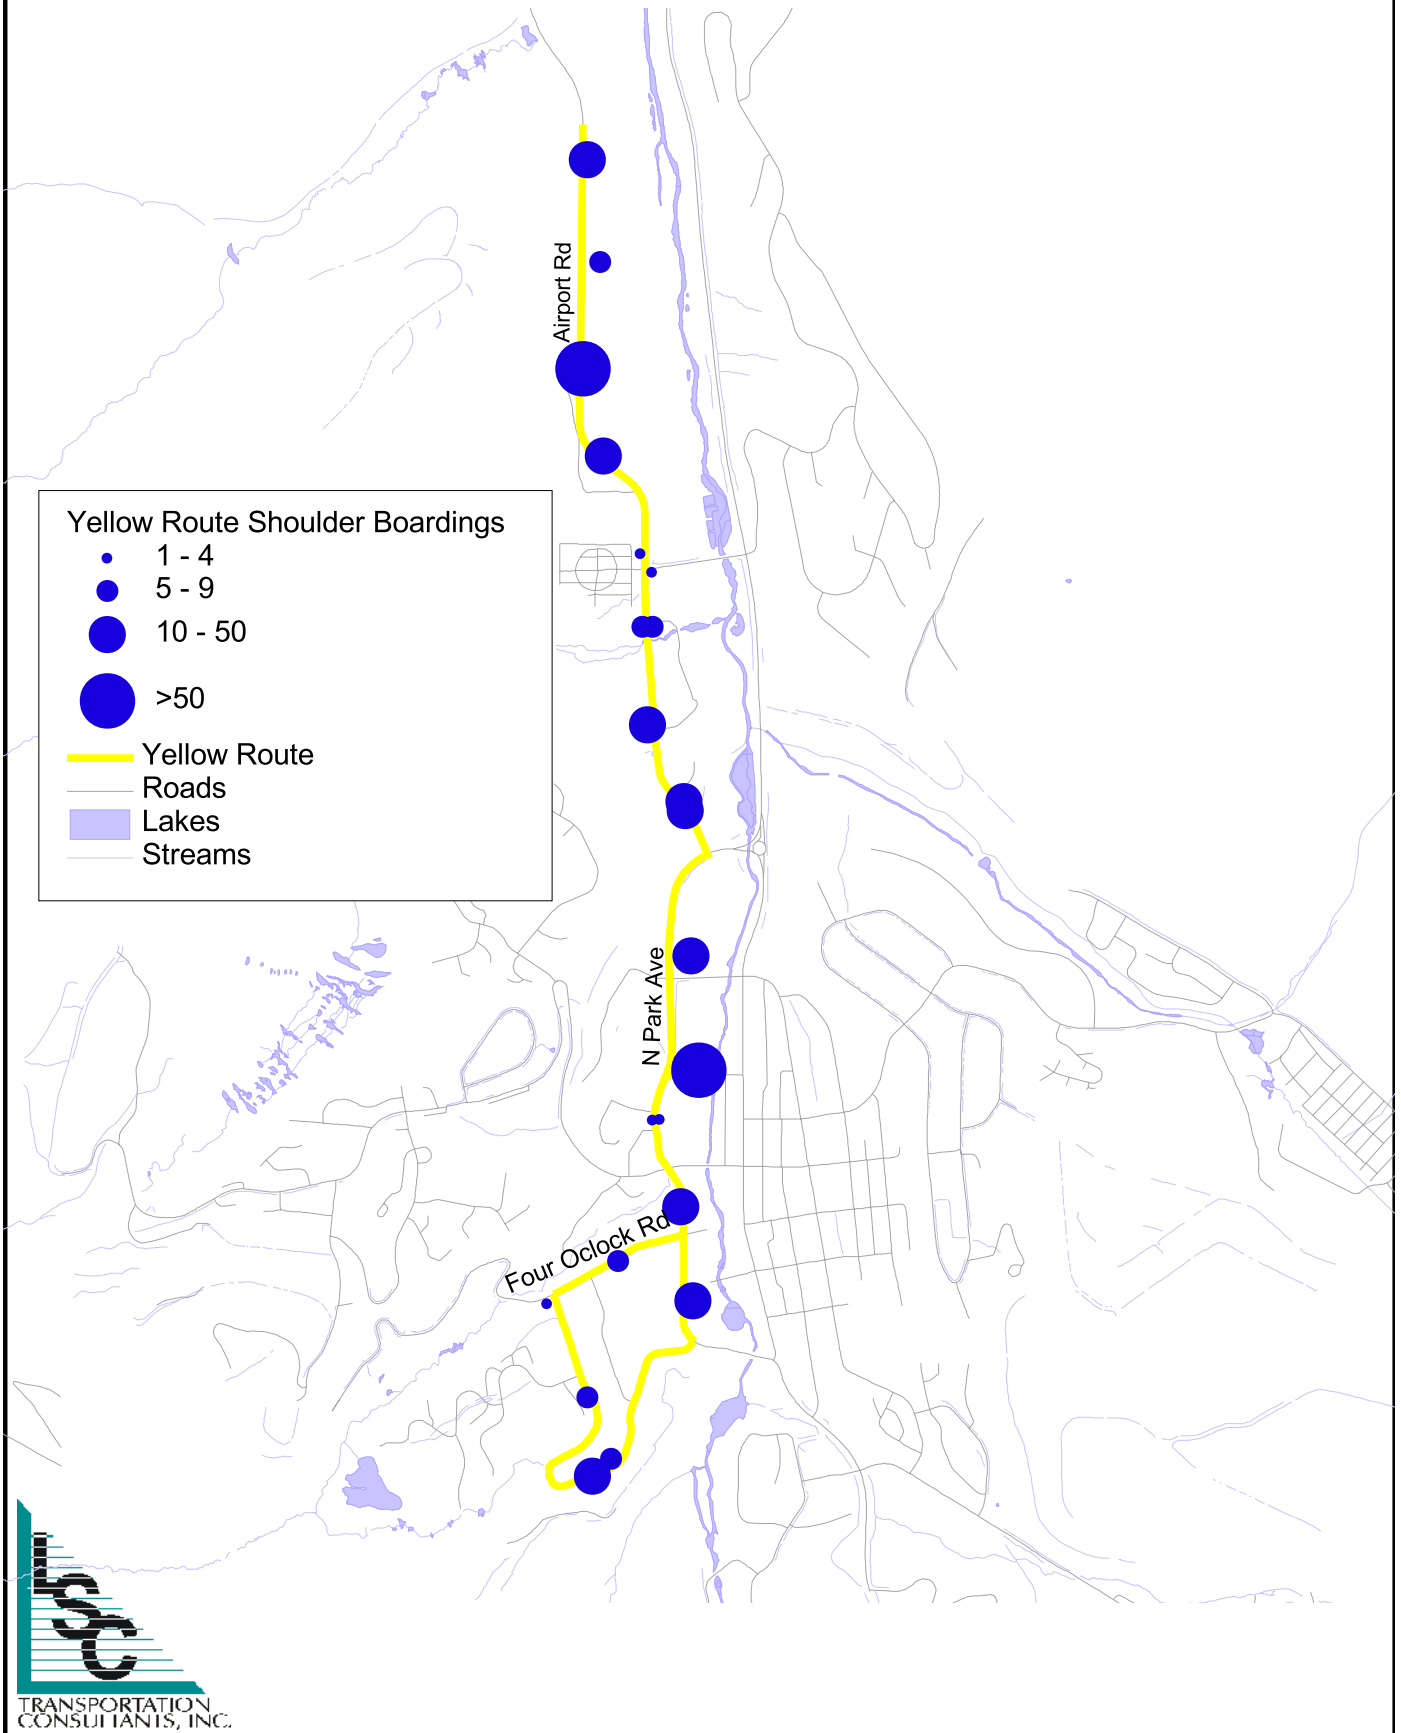 Airport Rd
Yellow Route Shoulder Boardings
1 - 4
5 - 9
10 - 50
>50
Yellow Route
Roads
Lakes
Streams
N Park Ave
Four Oclock Rd
LSC
TRANSPORTATION
CONSULTANTS, INC.